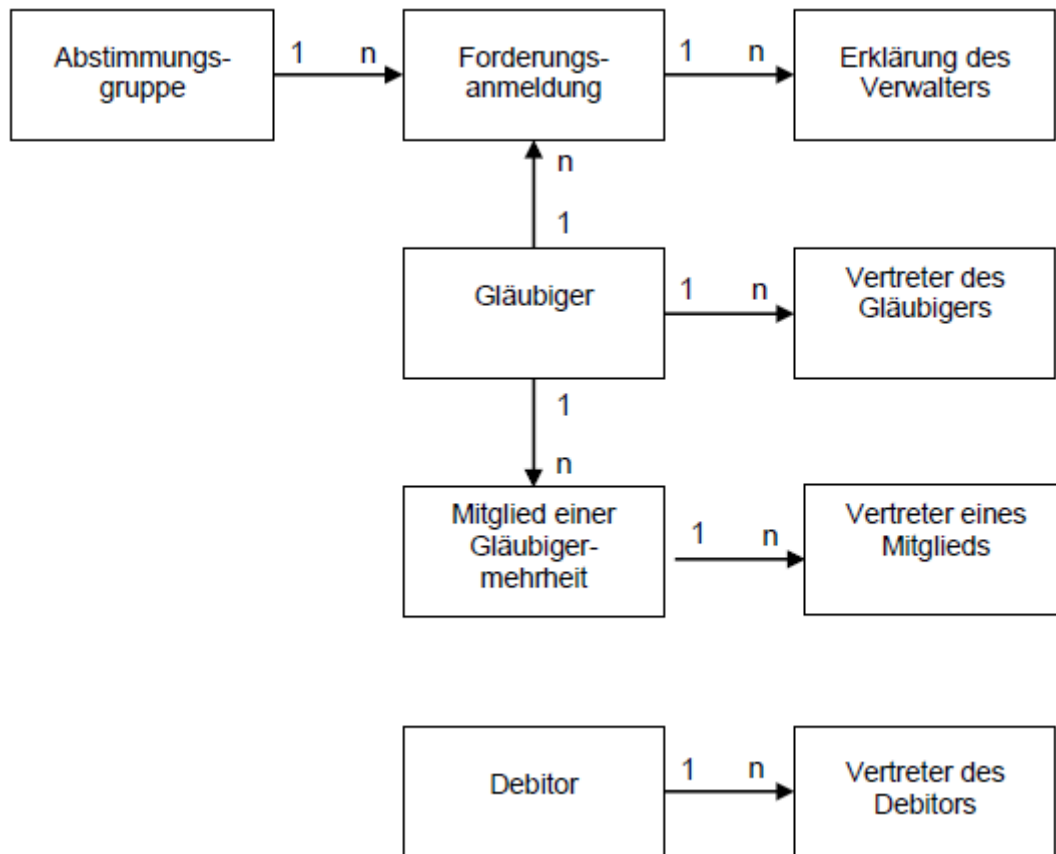 Abstimmungs-
gruppe
1 n
Forderungs-
anmeldung
1 n
Erklärung des
Verwalters
n
1
Gläubiger
1 n
Vertreter des
Gläubigers
1
n
Mitglied einer
Gläubiger-
mehrheit
1 n
Vertreter eines
Mitglieds
Debitor
1 n
Vertreter des
Debitors